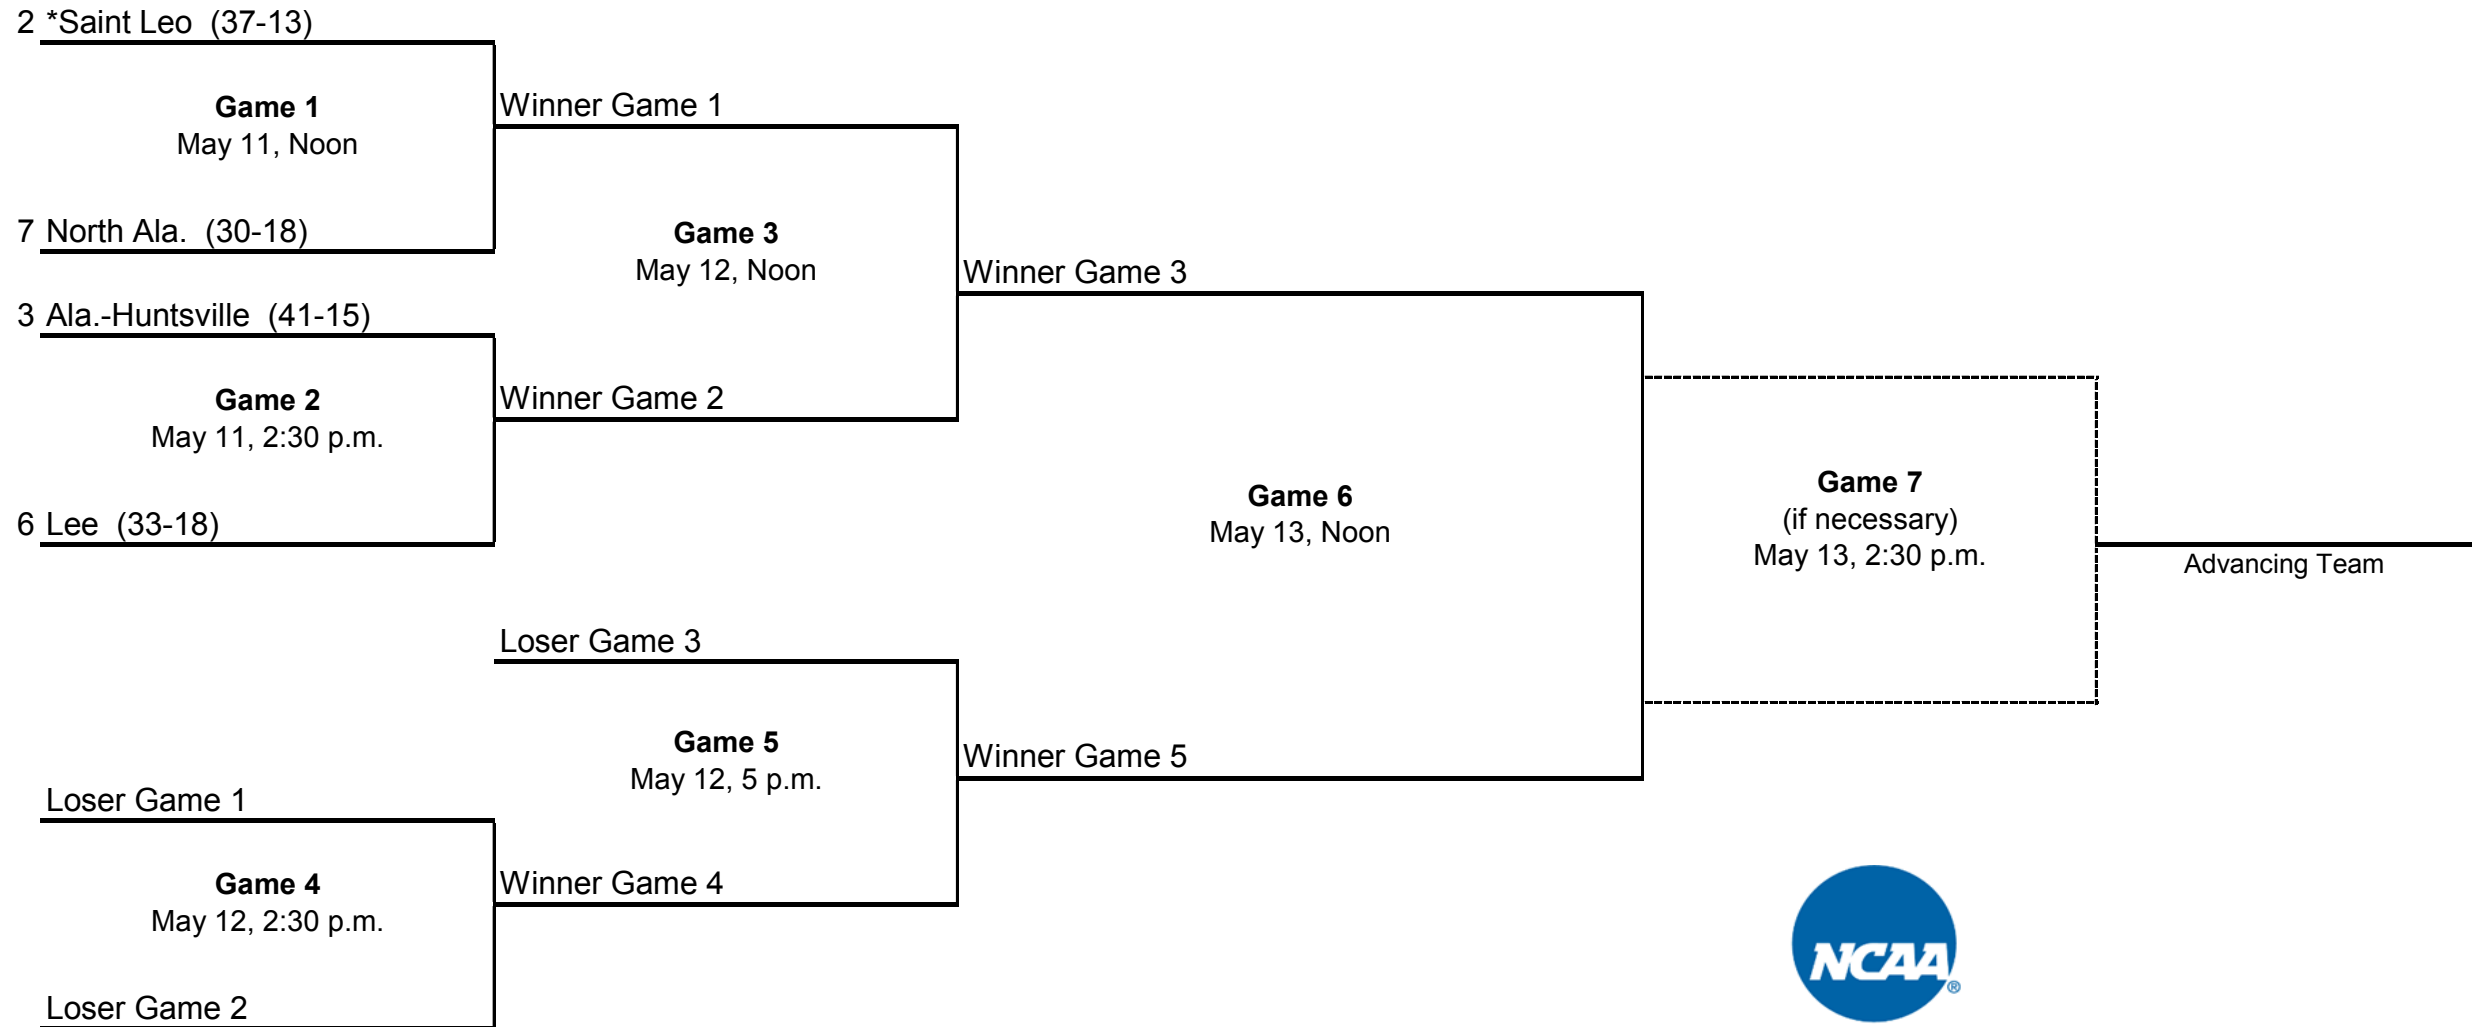 2 *Saint Leo (37-13)
Game 1
May 11, Noon
7 North Ala. (30-18)
3 Ala.-Huntsville (41-15)
Game 2
May 11, 2:30 p.m.
6 Lee (33-18)
Winner Game 1
Game 3
May 12, Noon
Winner Game 2
Winner Game 3
Game 6
May 13, Noon
Game 7
(if necessary)
May 13, 2:30 p.m.
Advancing Team
Loser Game 3
Game 5
May 12, 5 p.m.
Winner Game 5
Loser Game 1
Game 4
May 12, 2:30 p.m.
Winner Game 4
Loser Game 2
NCAA®